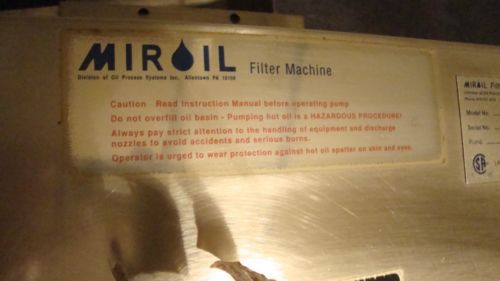 MIROIL Filter Machine
Division of Oil Process Systems Inc. Allentown PA 18109
Caution Read Instruction Manual before operating pump
Do not overfill oil basin - Pumping hot oil is a HAZARDOUS PROCEDURE!
Always pay strict attention to the handling of equipment and discharge
nozzles to avoid accidents and serious burns.
Operator is urged to wear protection against hot oil spatter on skin and eyes.
MIROIL Fil
Model No.
Serial No.
Pump